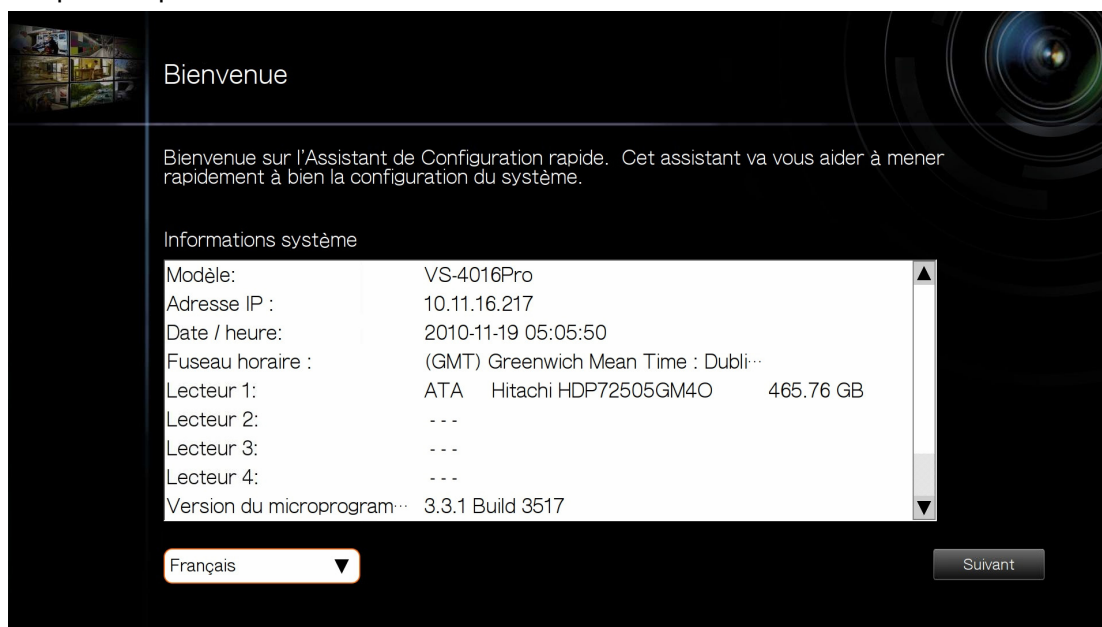 Bienvenue
Bienvenue sur l'Assistant de Configuration rapide. Cet assistant va vous aider à mener
rapidement à bien la configuration du système.
Informations système
Modèle: VS-4016Pro
Adresse IP : 10.11.16.217
Date / heure: 2010-11-19 05:05:50
Fuseau horaire : (GMT) Greenwich Mean Time : Dubli…
Lecteur 1: ATA Hitachi HDP72505GM4O 465.76 GB
Lecteur 2: - - -
Lecteur 3: - - -
Lecteur 4: - - -
Version du microprogram… 3.3.1 Build 3517
Français
Suivant